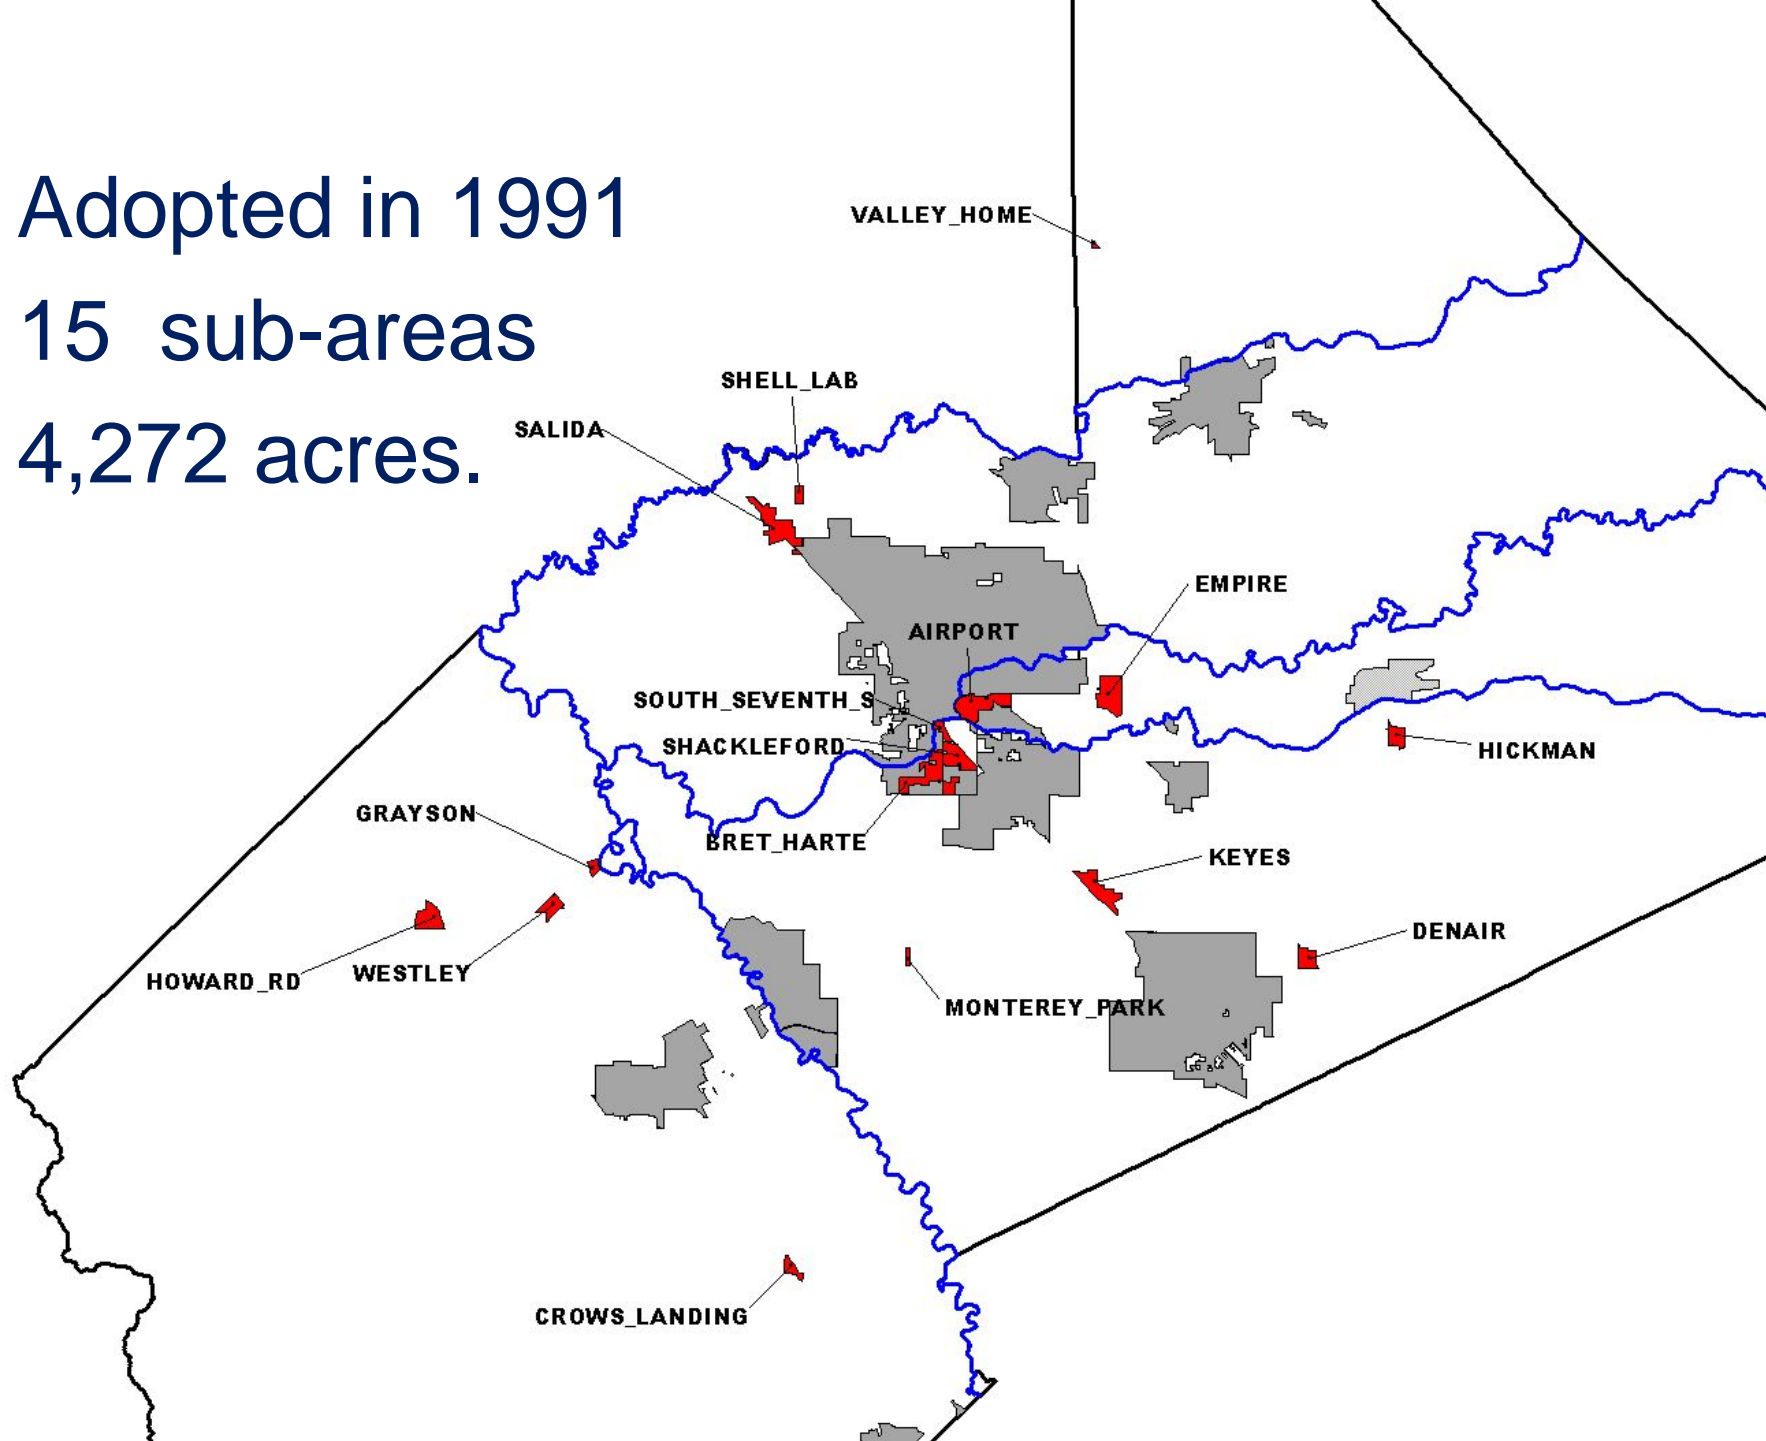 Adopted in 1991
15 sub-areas
4,272 acres.
VALLEY_HOME
SHELL_LAB
SALIDA
EMPIRE
AIRPORT
SOUTH_SEVENTH_S
SHACKLEFORD
HICKMAN
GRAYSON
BRET_HARTE
KEYES
DENAIR
HOWARD_RD
WESTLEY
MONTEREY_PARK
CROWS_LANDING